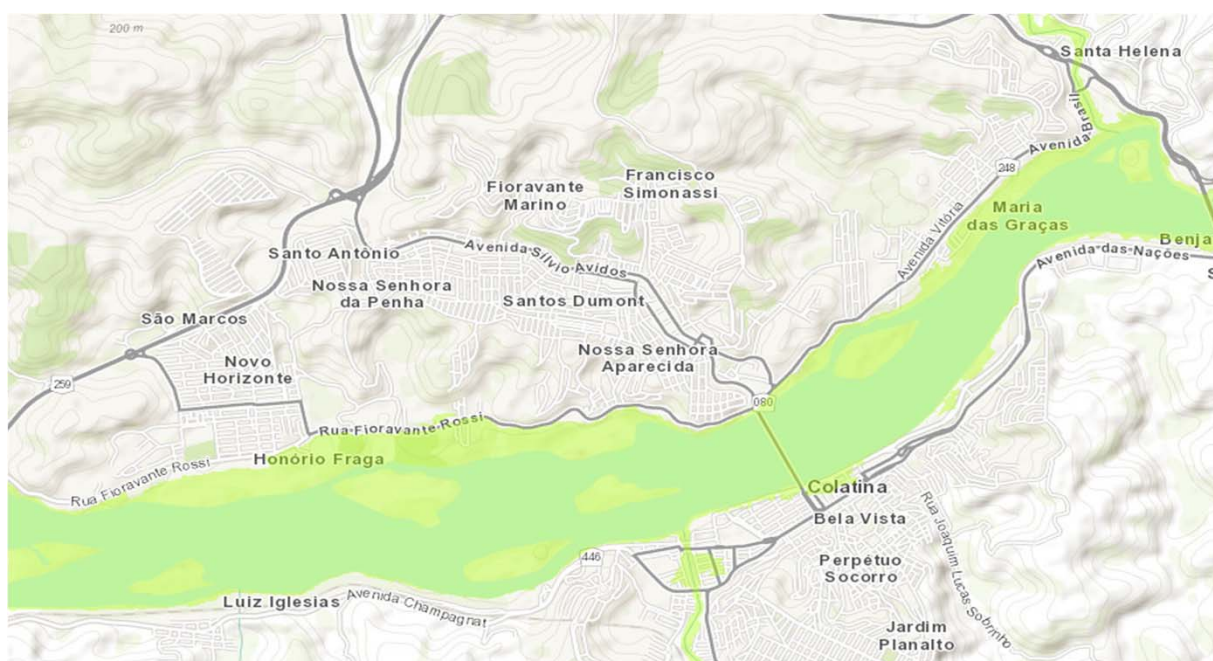 200 m
Santa Helena
Avenida Brasil
248
Francisco
Simonassi
Fioravante
Marino
Maria
das Graças
Avenida Vitória
Benja
Avenida das Nações
S
Santo Antônio
Avenida Sílvio Avidos
Nossa Senhora
da Penha
Santos Dumont
São Marcos
Nossa Senhora
Aparecida
Novo
Horizonte
259
080
Rua Fioravante Rossi
Honório Fraga
Rua Fioravante Rossi
Colatina
Bela Vista
Rua Joaquim Lucas Sobrinho
446
Perpétuo
Socorro
Luiz Iglesias
Avenida Champagnat
Jardim
Planalto